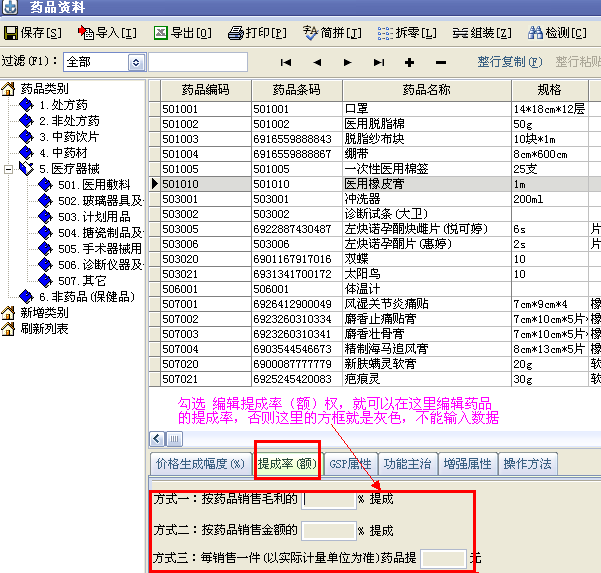 药品资料
保存[S] 导入[I] 导出[O] 打印[P] 简拼[J] 拆零[L] 组装[Z] 检测[C]
过滤(F1): 全部 整行复制(F) 整行粘贴
药品类别
1.处方药
2.非处方药
3.中药饮片
4.中药材
5.医疗器械
501.医用敷料
502.玻璃器具及
503.计划用品
504.搪瓷制品及
505.手术器械用
506.诊断仪器及
507.其它
6.非药品(保健品)
新增类别
刷新列表
药品编码 药品条码 药品名称 规格
501001 501001 口罩 14*18cm*12层
501002 501002 医用脱脂棉 50g
501003 6916559888843 脱脂纱布块 10块*1m
501004 6916559888867 绷带 8cm*600cm
501005 501005 一次性医用棉签 25支
501010 501010 医用橡皮膏 1m
503001 503001 冲洗器 200ml
503002 503002 诊断试条(大卫)
503005 6922887430487 左炔诺孕酮炔雌片(悦可婷) 6s 片
503006 503006 左炔诺孕酮片(惠婷) 2s 片
503020 6901167917016 双蝶 10
503021 6931341700172 太阳鸟 10
506001 506001 体温计
507001 6926412900049 风湿关节炎痛贴 7cm*9cm*4 橡
507002 6923260310334 麝香止痛贴膏 7cm*10cm*5片 橡
507003 6923260310341 麝香壮骨膏 7cm*10cm*5片 橡
507004 6903544546673 精制海马追风膏 8cm*13cm*5片 橡
507020 6900087777779 新肤螨灵软膏 20g 软
507021 6925245420083 疤痕灵 30g 软
勾选 编辑提成率（额）权，就可以在这里编辑药品
的提成率，否则这里的方框就是灰色，不能输入数据
价格生成幅度(%) 提成率(额) GSP属性 功能主治 增强属性 操作方法
方式一：按药品销售毛利的 % 提成
方式二：按药品销售金额的 % 提成
方式三：每销售一件(以实际计量单位为准)药品提 元